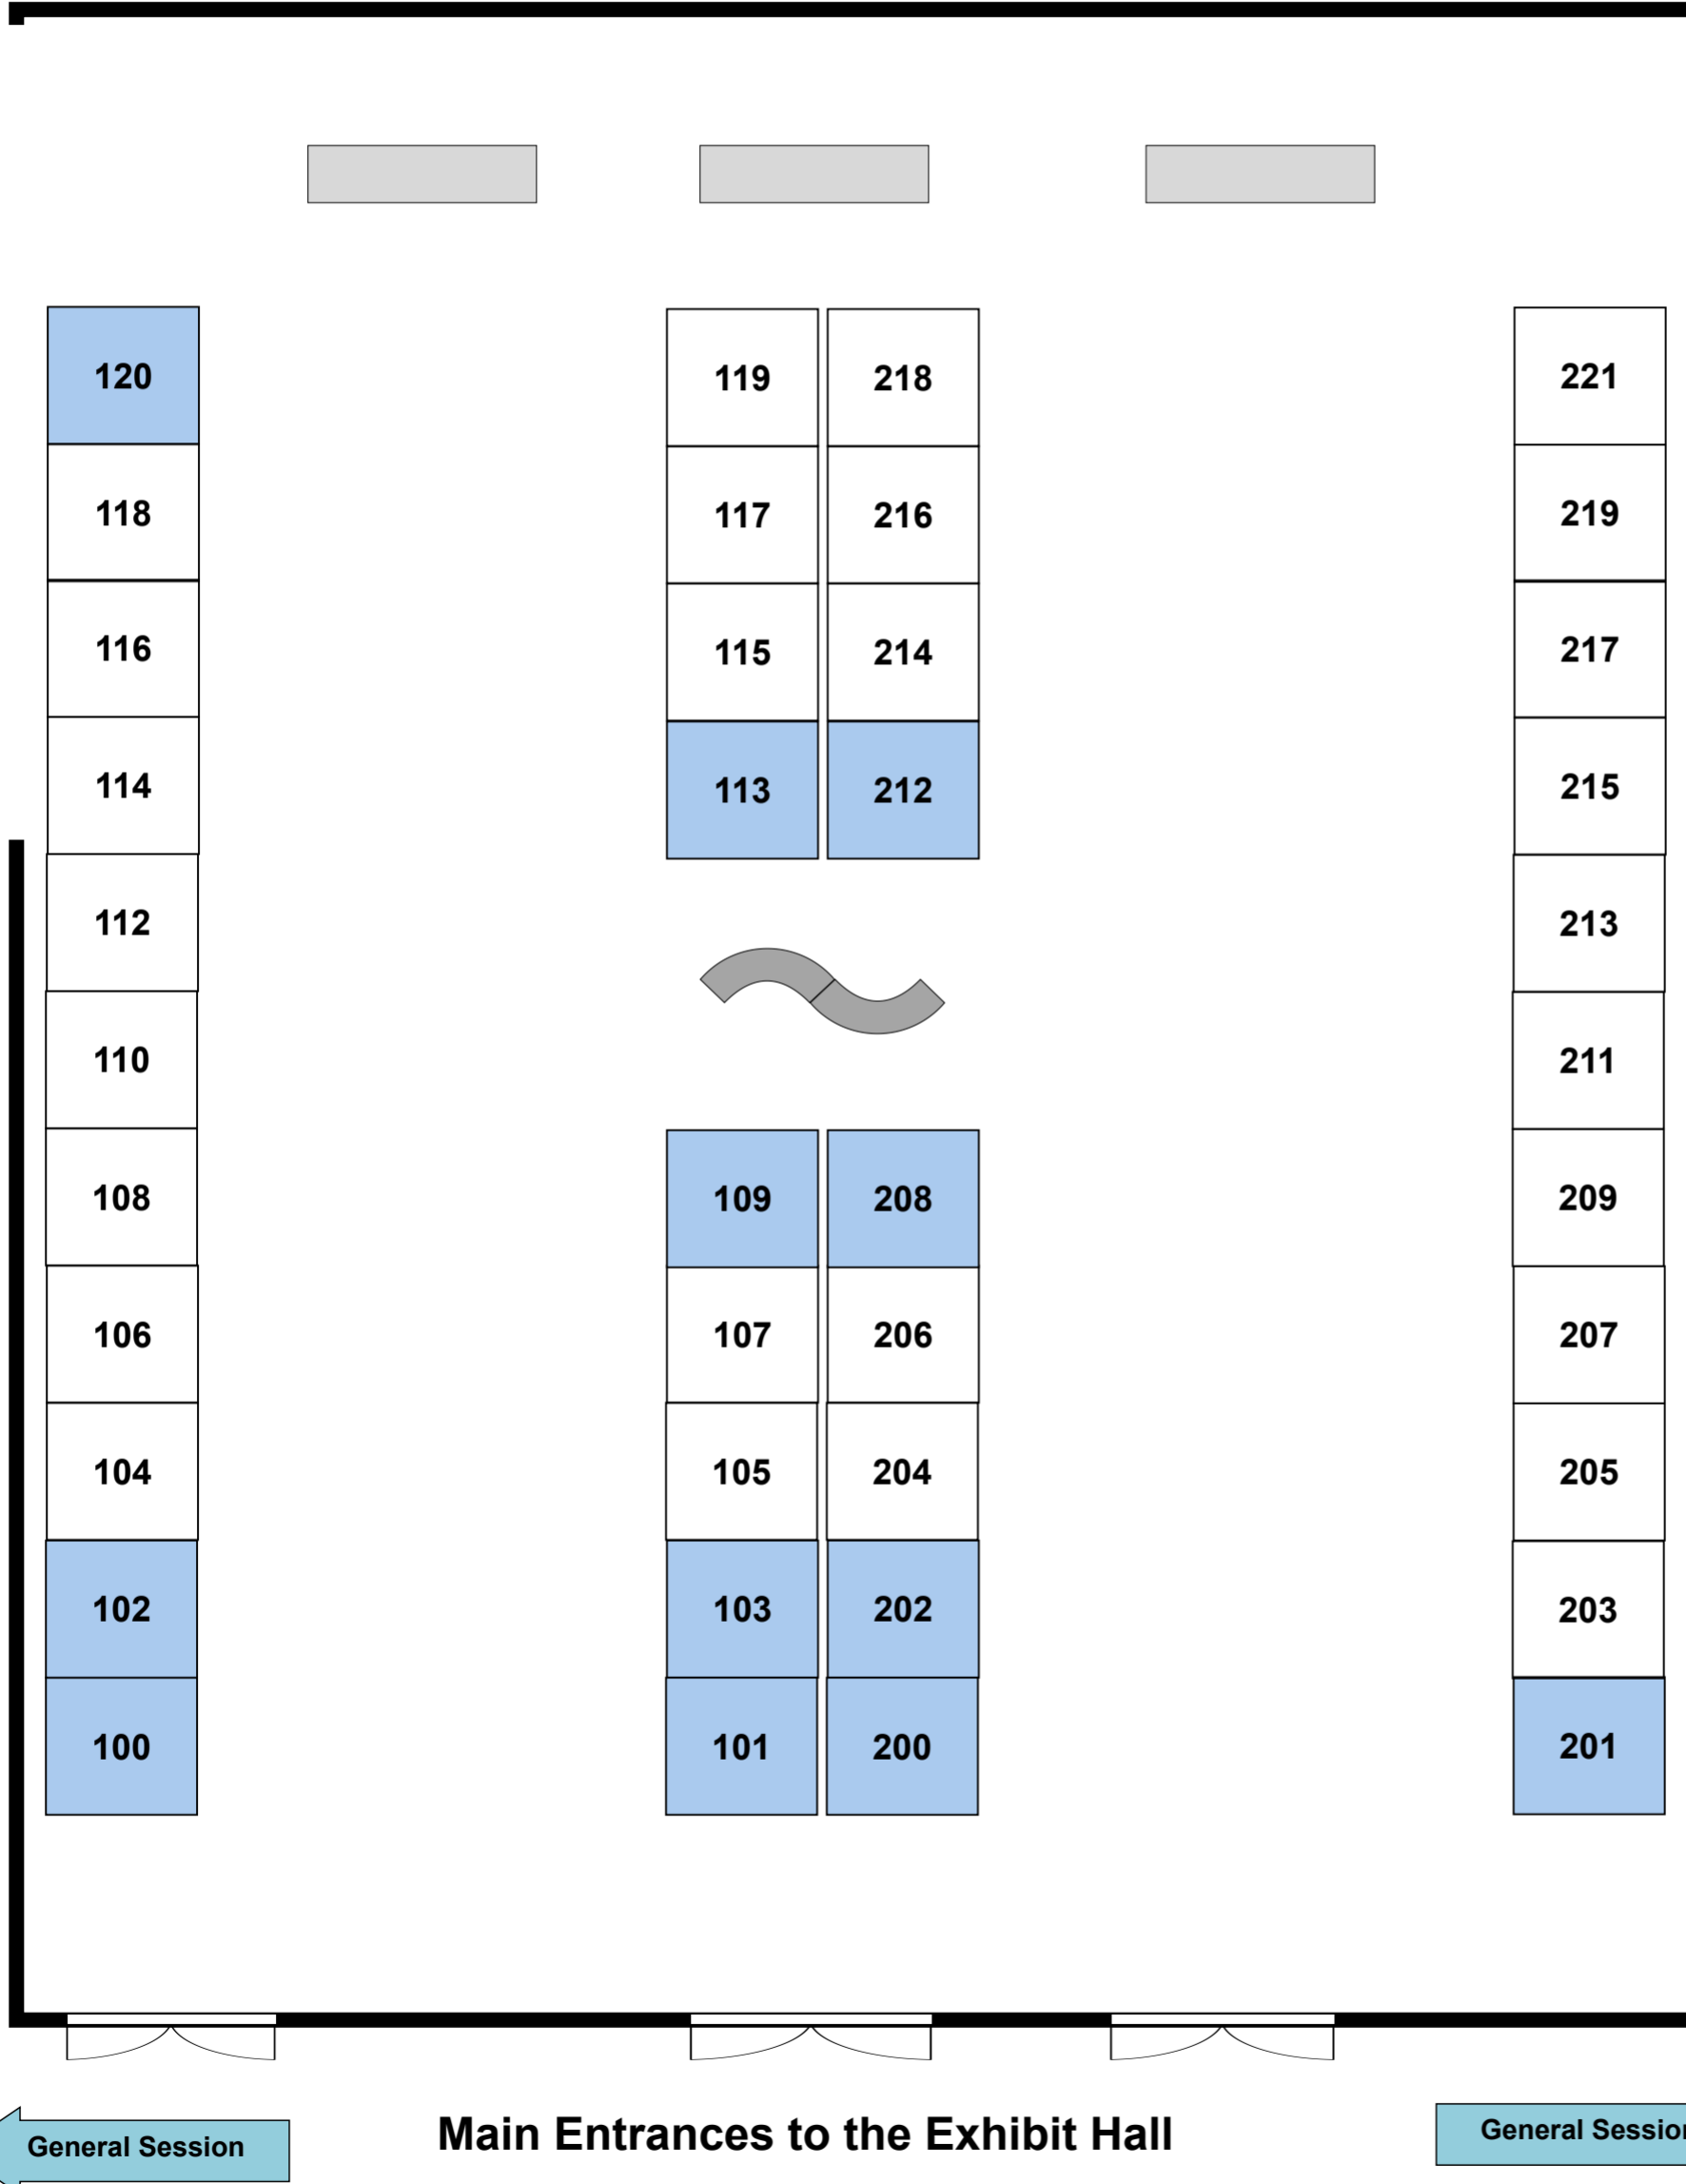 120 119 218 221
118 117 216 219
116 115 214 217
114 113 212 215
112 213
110 211
108 109 208 209
106 107 206 207
104 105 204 205
102 103 202 203
100 101 200 201
Main Entrances to the Exhibit Hall
General Session
General Session